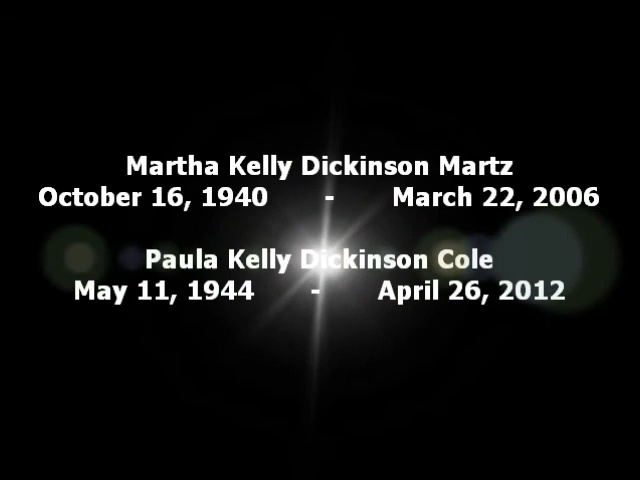 Martha Kelly Dickinson Martz
October 16, 1940 - March 22, 2006
Paula Kelly Dickinson Cole
May 11, 1944 - April 26, 2012